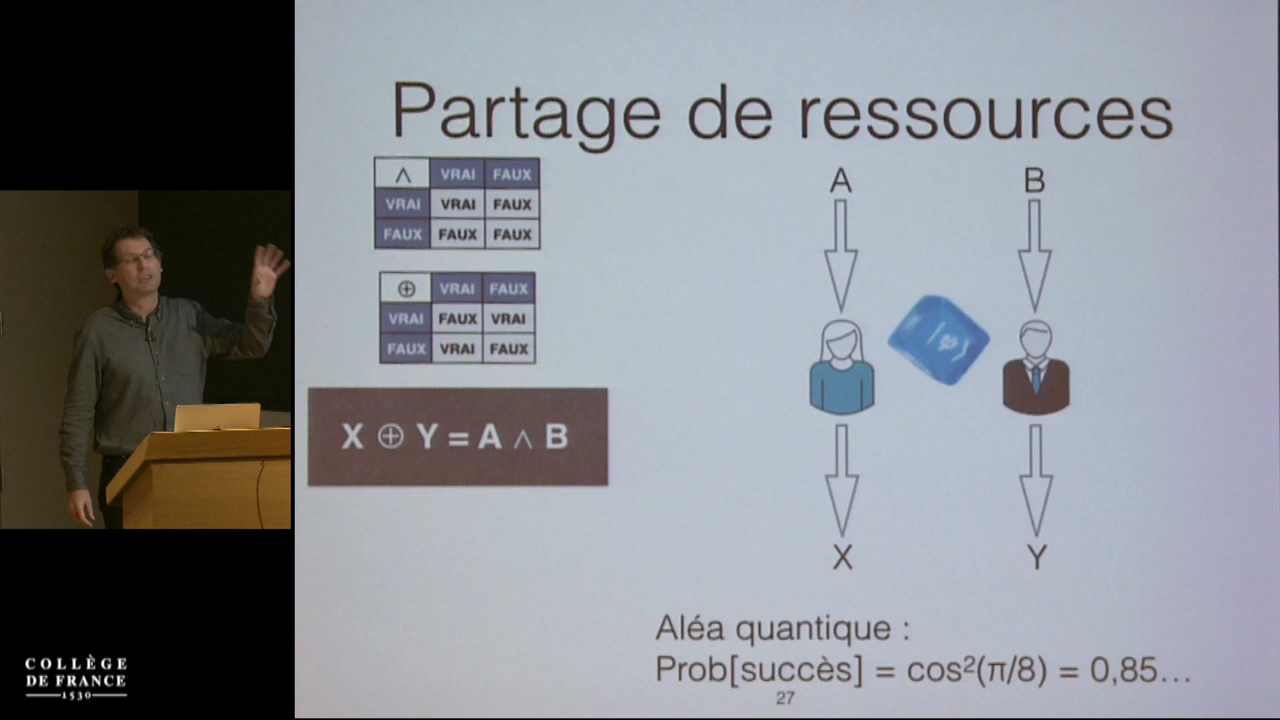 Partage de ressources
∧ VRAI FAUX
VRAI VRAI FAUX
FAUX FAUX FAUX
⊕ VRAI FAUX
VRAI FAUX VRAI
FAUX VRAI FAUX
X ⊕ Y = A ∧ B
A B
|Φ⟩
X Y
Aléa quantique :
Prob[succès] = cos²(π/8) = 0,85...
27
COLLÈGE
DE FRANCE
1530